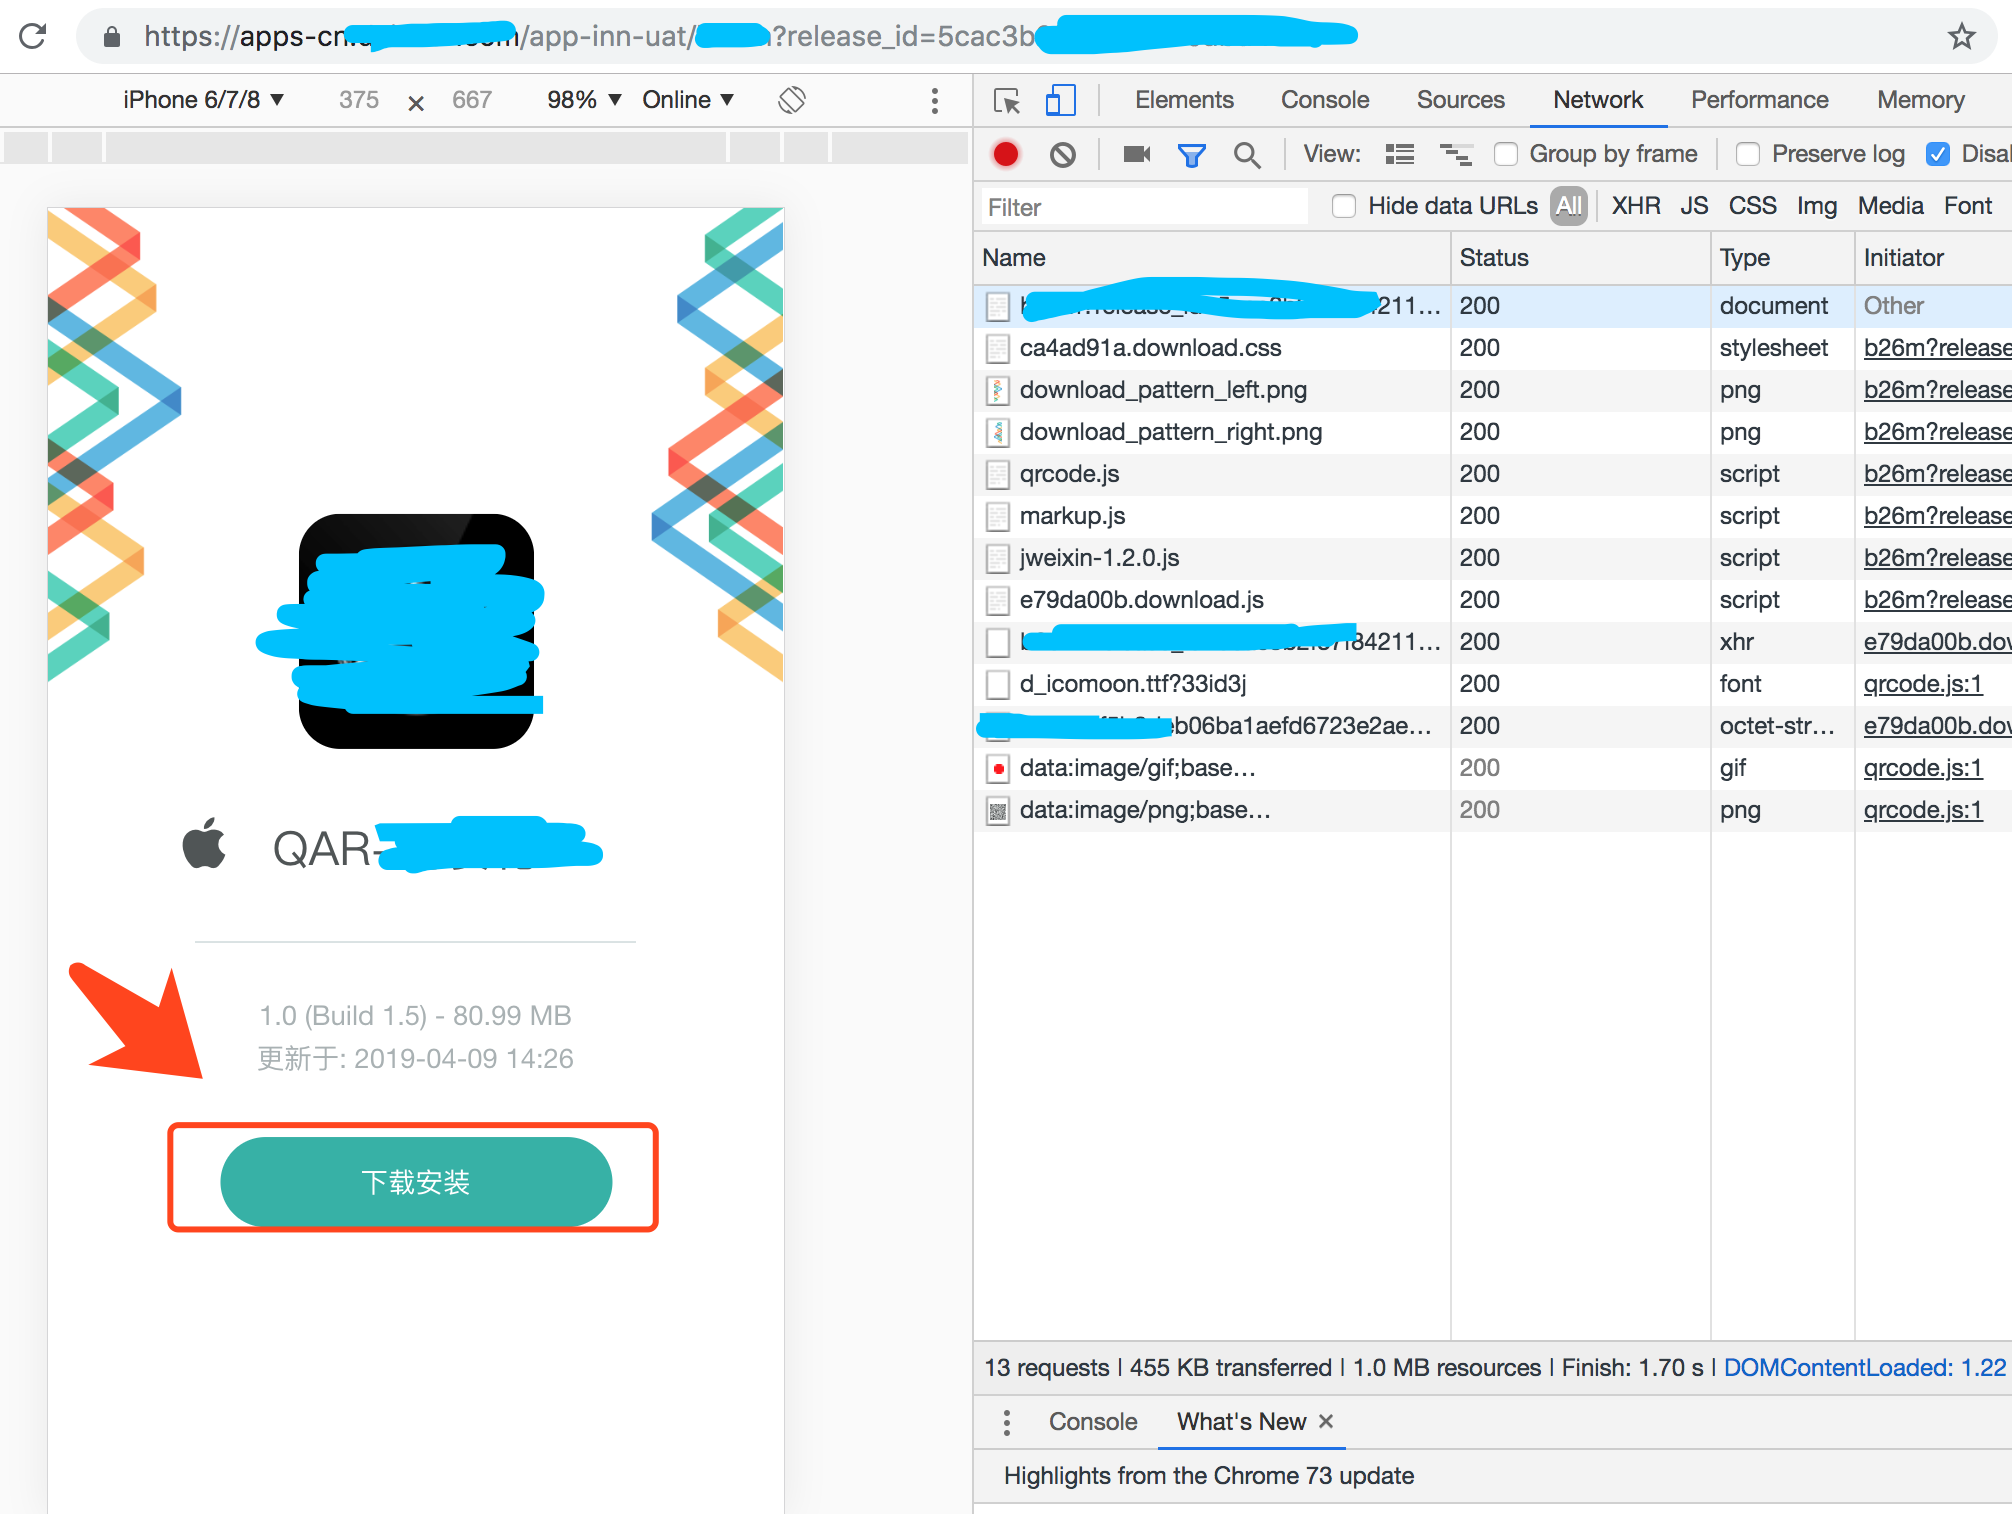 https://apps-cn. /app-inn-uat/ ?release_id=5cac3b
iPhone 6/7/8 ▼ 375 × 667 98% ▼ Online ▼
Elements Console Sources Network Performance Memory
View: Group by frame Preserve log
Filter Hide data URLs All XHR JS CSS Img Media Font
Name Status Type Initiator
211... 200 document Other
ca4ad91a.download.css 200 stylesheet b26m?release
download_pattern_left.png 200 png b26m?release
download_pattern_right.png 200 png b26m?release
qrcode.js 200 script b26m?release
markup.js 200 script b26m?release
jweixin-1.2.0.js 200 script b26m?release
e79da00b.download.js 200 script b26m?release
84211... 200 xhr e79da00b.dov
d_icomoon.ttf?33id3j 200 font qrcode.js:1
b06ba1aefd6723e2ae... 200 octet-str... e79da00b.dov
data:image/gif;base... 200 gif qrcode.js:1
data:image/png;base... 200 png qrcode.js:1
QAR-
1.0 (Build 1.5) - 80.99 MB
更新于: 2019-04-09 14:26
下载安装
13 requests | 455 KB transferred | 1.0 MB resources | Finish: 1.70 s | DOMContentLoaded: 1.22
Console What's New ×
Highlights from the Chrome 73 update